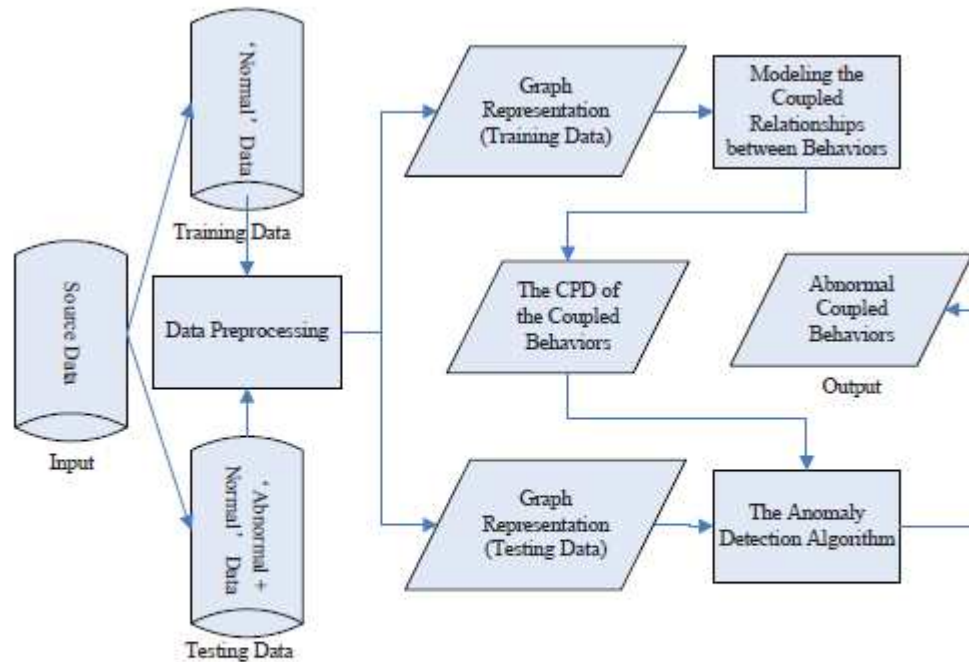 Source Data
Input
‘Normal’ Data
Training Data
Data Preprocessing
‘Abnormal +
Normal’ Data
Testing Data
Graph
Representation
(Training Data)
Modeling the
Coupled
Relationships
between Behaviors
The CPD of
the Coupled
Behaviors
Abnormal
Coupled
Behaviors
Output
Graph
Representation
(Testing Data)
The Anomaly
Detection Algorithm